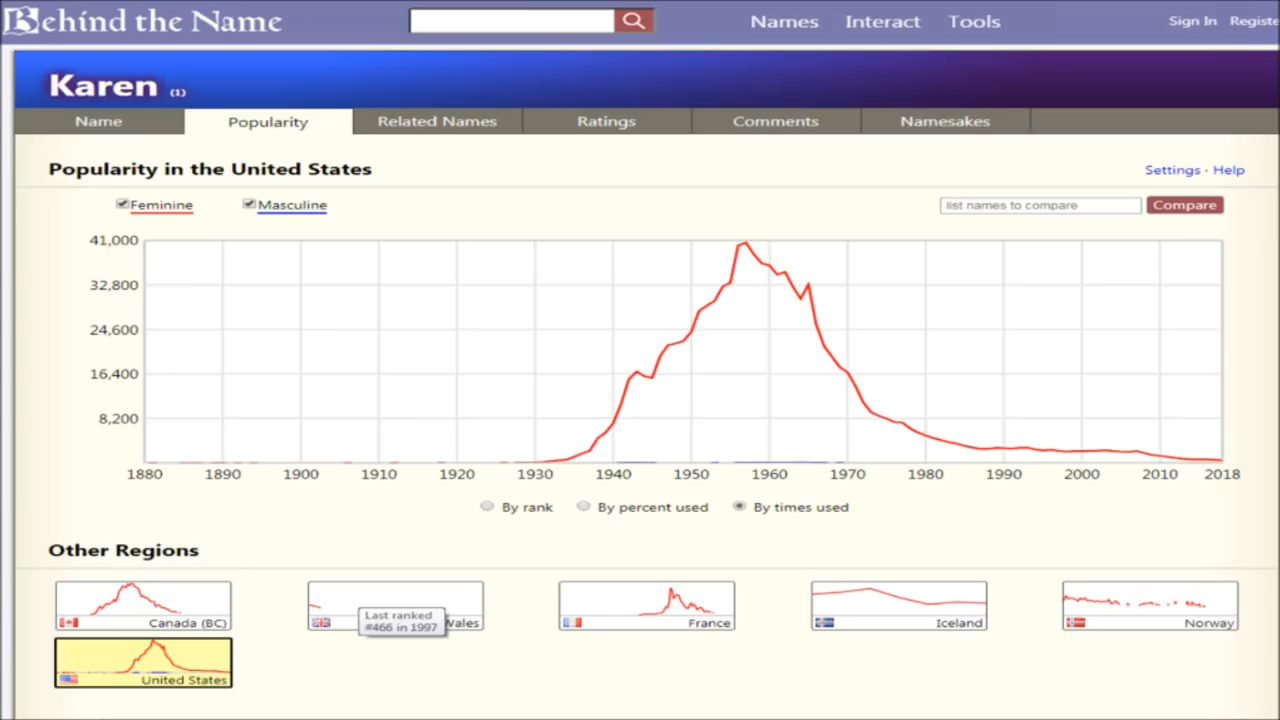 Behind the Name
Names Interact Tools
Sign In Registe
Karen (1)
Name Popularity Related Names Ratings Comments Namesakes
Popularity in the United States
Settings · Help
Feminine Masculine
list names to compare Compare
41,000
32,800
24,600
16,400
8,200
1880 1890 1900 1910 1920 1930 1940 1950 1960 1970 1980 1990 2000 2010 2018
By rank By percent used By times used
Other Regions
Last ranked
#466 in 1997
Canada (BC) Wales France Iceland Norway
United States